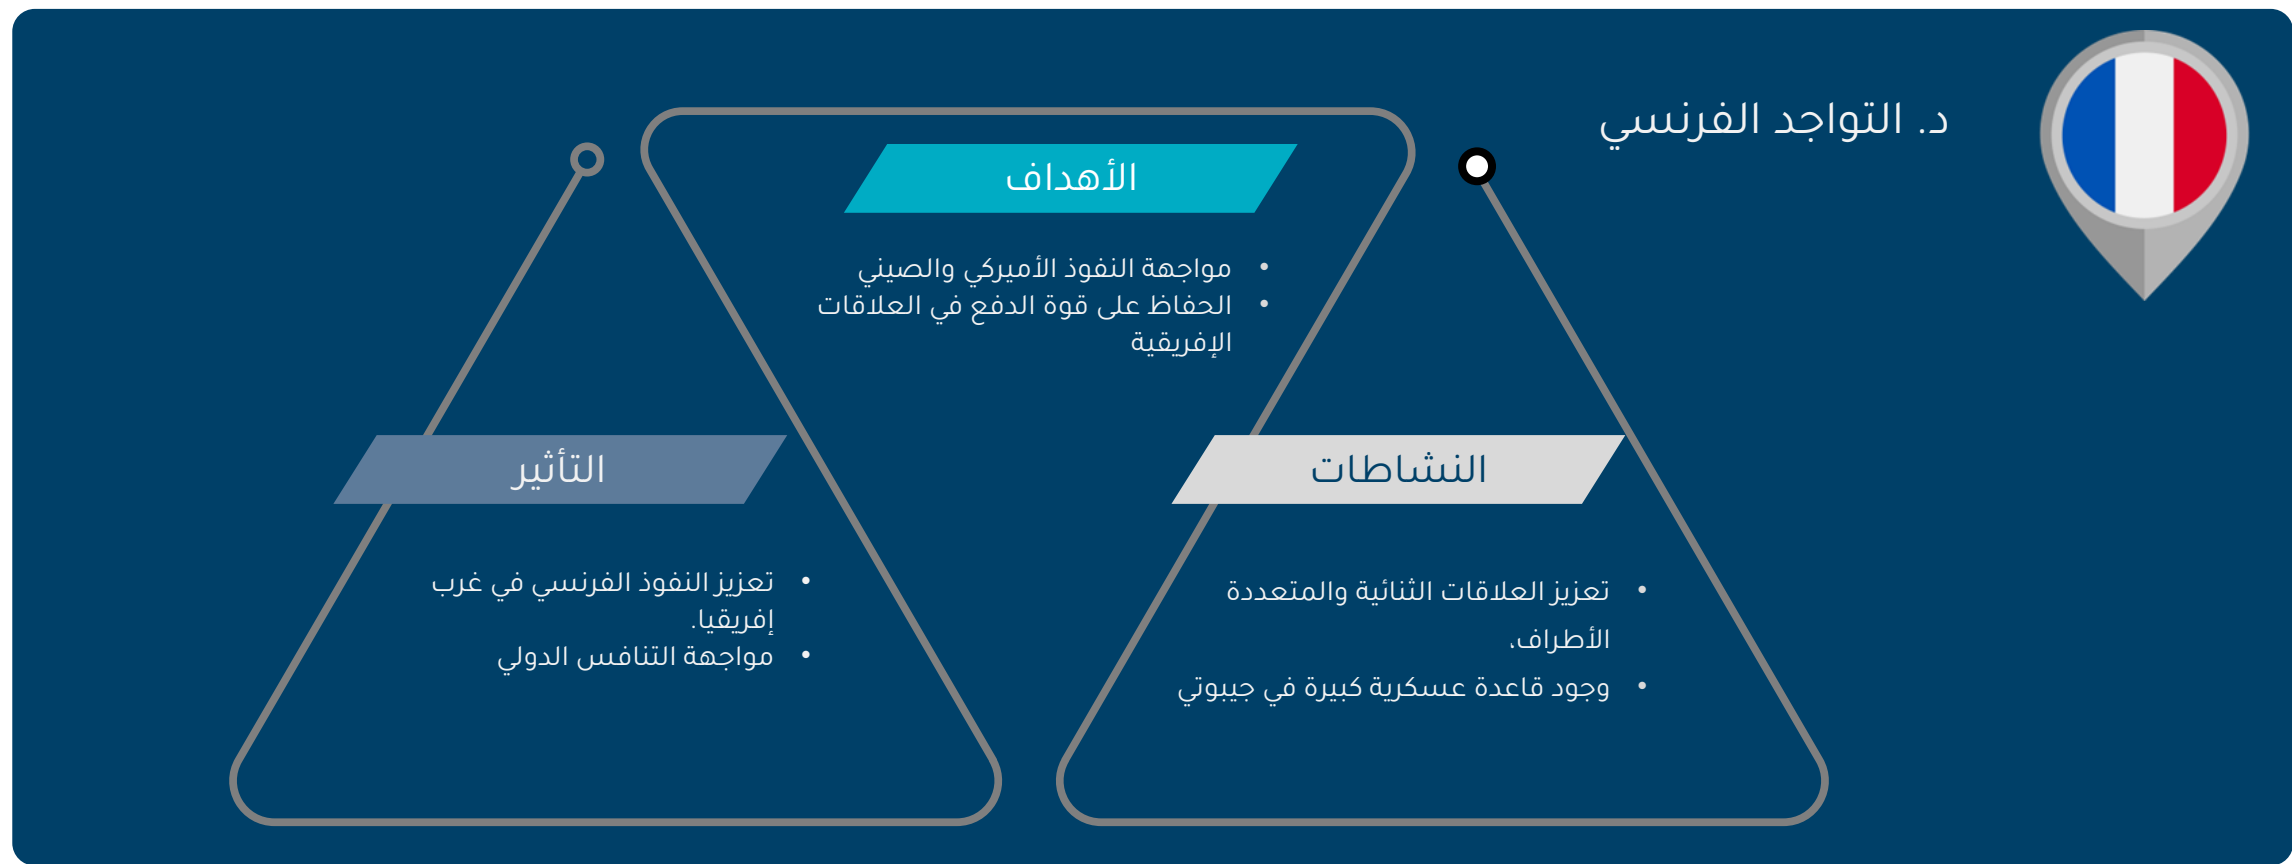 د. التواجد الفرنسي
الأهداف
• مواجهة النفوذ الأميركي والصيني
• الحفاظ على قوة الدفع في العلاقات
الإفريقية
النشاطات
• تعزيز العلاقات الثنائية والمتعددة
الأطراف،
• وجود قاعدة عسكرية كبيرة في جيبوتي
التأثير
• تعزيز النفوذ الفرنسي في غرب
إفريقيا.
• مواجهة التنافس الدولي